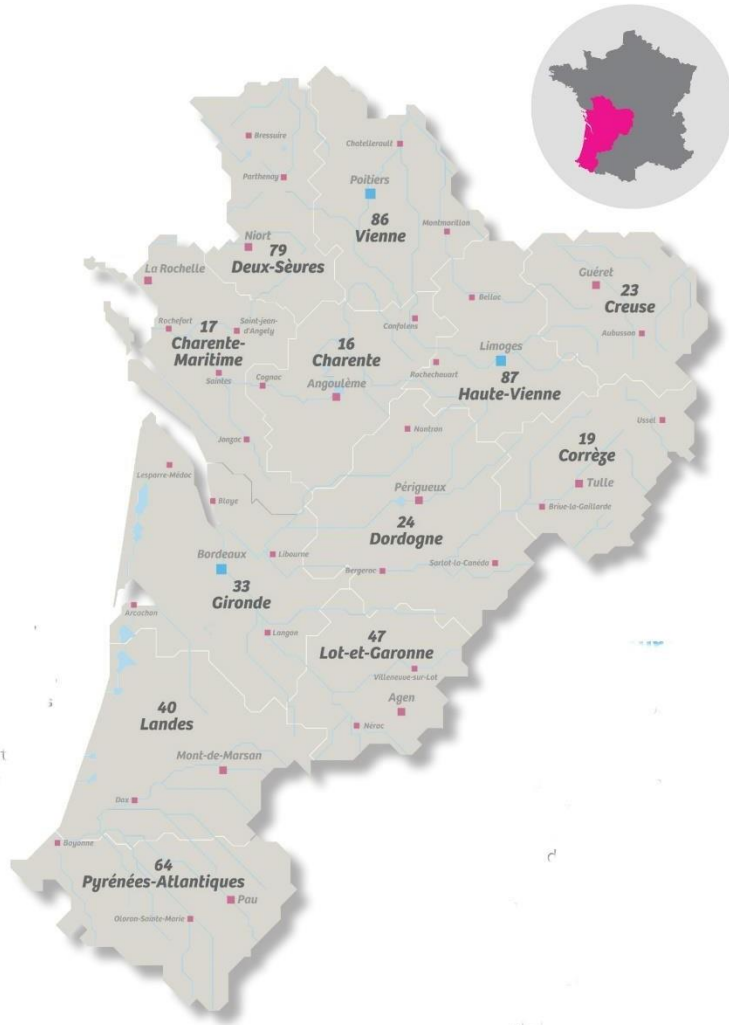 Bressuire
Chatellerault
Parthenay
Poitiers
86
Vienne
Montmorillon
Niort
79
Deux-Sèvres
La Rochelle
Guéret
23
Creuse
Bellac
Rochefort
Saint-jean-
d'Angely
17
Charente-
Maritime
Confolens
16
Charente
Aubusson
Limoges
Saintes
Cognac
Angoulême
Rochechouart
87
Haute-Vienne
Jonzac
Nontron
Ussel
19
Corrèze
Lesparre-Médoc
Tulle
Périgueux
Blaye
Brive-la-Gaillarde
24
Dordogne
Bordeaux
Libourne
Bergerac
Sarlat-la-Canéda
33
Gironde
Arcachon
Langon
47
Lot-et-Garonne
Villeneuve-sur-Lot
40
Landes
Agen
Nérac
Mont-de-Marsan
Dax
Bayonne
64
Pyrénées-Atlantiques
Pau
Oloron-Sainte-Marie